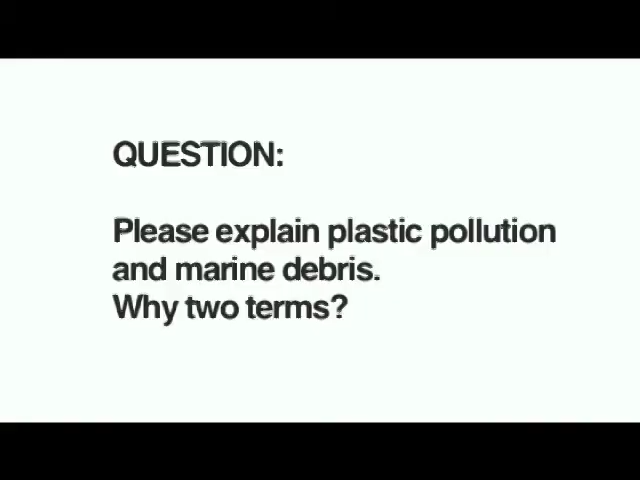 QUESTION:
Please explain plastic pollution
and marine debris.
Why two terms?